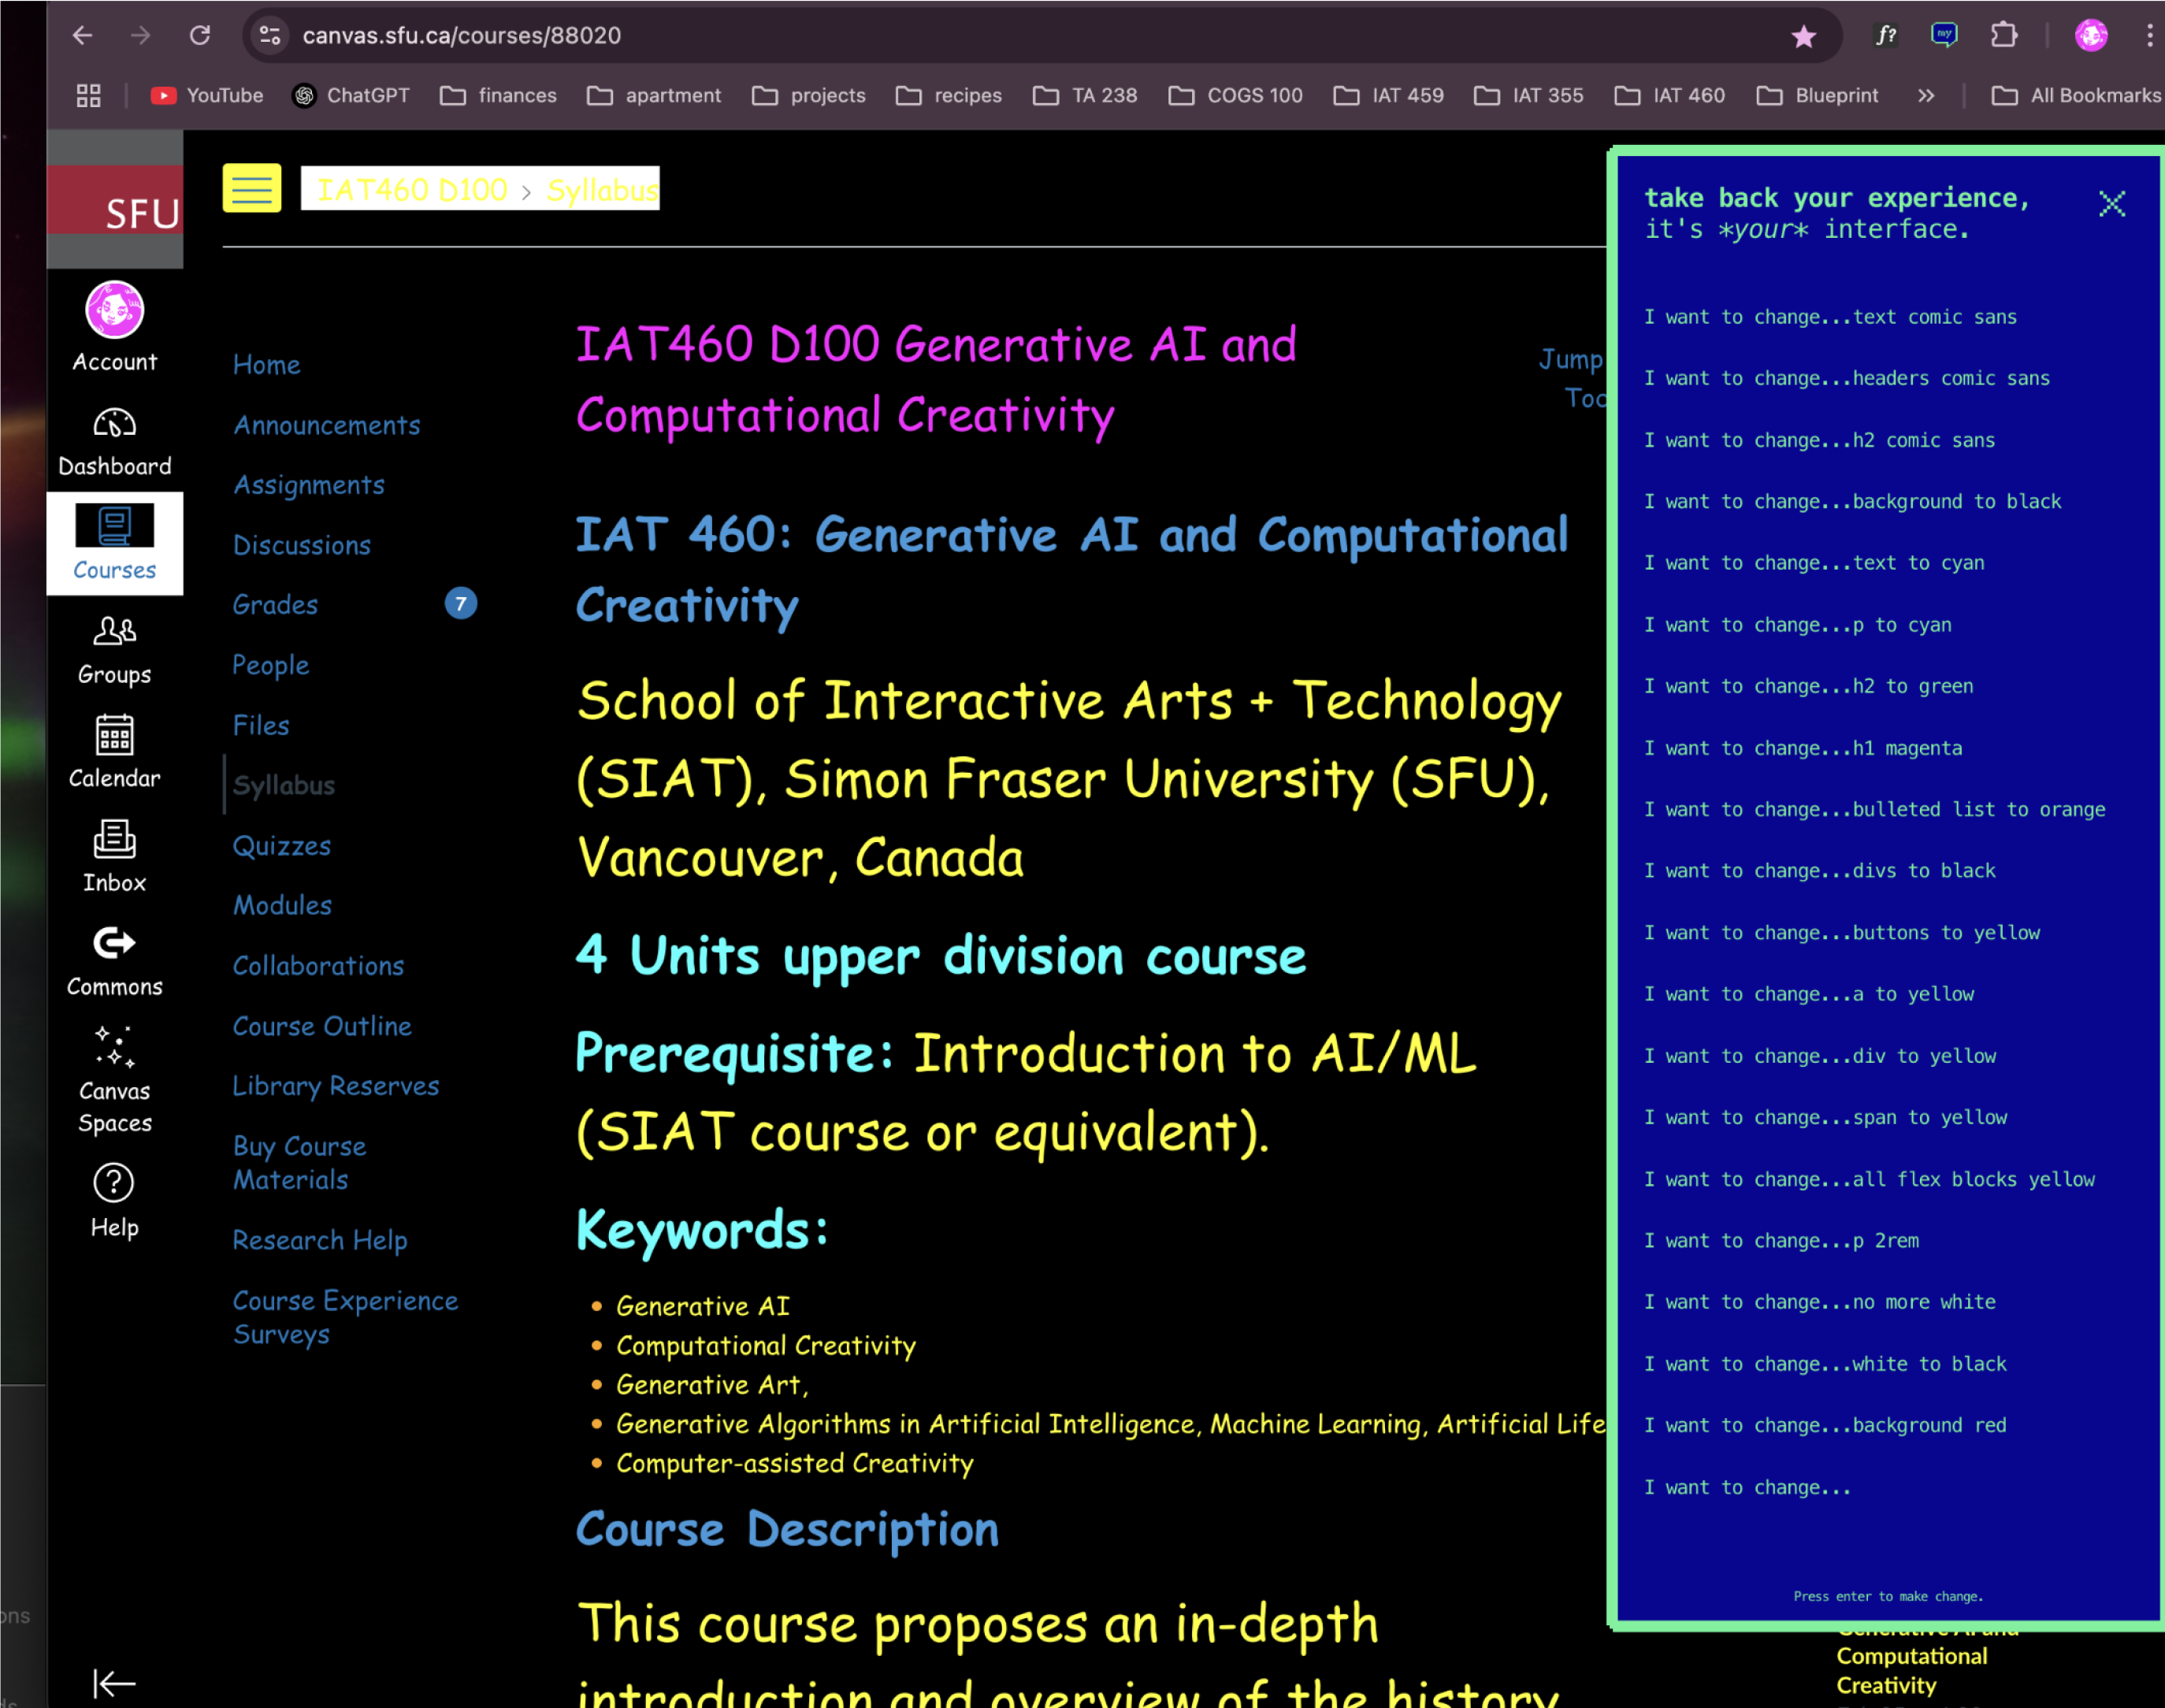 canvas.sfu.ca/courses/88020
f?
my
YouTube
ChatGPT
finances
apartment
projects
recipes
TA 238
COGS 100
IAT 459
IAT 355
IAT 460
Blueprint
»
All Bookmarks
SFU
Account
Dashboard
Courses
Groups
Calendar
Inbox
Commons
Canvas
Spaces
Help
IAT460 D100 › Syllabus
Home
Announcements
Assignments
Discussions
Grades 7
People
Files
Syllabus
Quizzes
Modules
Collaborations
Course Outline
Library Reserves
Buy Course
Materials
Research Help
Course Experience
Surveys
IAT460 D100 Generative AI and
Computational Creativity
Jump
IAT 460: Generative AI and Computational
Creativity
School of Interactive Arts + Technology
(SIAT), Simon Fraser University (SFU),
Vancouver, Canada
4 Units upper division course
Prerequisite: Introduction to AI/ML
(SIAT course or equivalent).
Keywords:
• Generative AI
• Computational Creativity
• Generative Art,
• Generative Algorithms in Artificial Intelligence, Machine Learning, Artificial Life
• Computer-assisted Creativity
Course Description
This course proposes an in-depth
introduction and overview of the history
take back your experience,
it's *your* interface.
I want to change...text comic sans
I want to change...headers comic sans
I want to change...h2 comic sans
I want to change...background to black
I want to change...text to cyan
I want to change...p to cyan
I want to change...h2 to green
I want to change...h1 magenta
I want to change...bulleted list to orange
I want to change...divs to black
I want to change...buttons to yellow
I want to change...a to yellow
I want to change...div to yellow
I want to change...span to yellow
I want to change...all flex blocks yellow
I want to change...p 2rem
I want to change...no more white
I want to change...white to black
I want to change...background red
I want to change...
Press enter to make change.
Generative AI and
Computational
Creativity